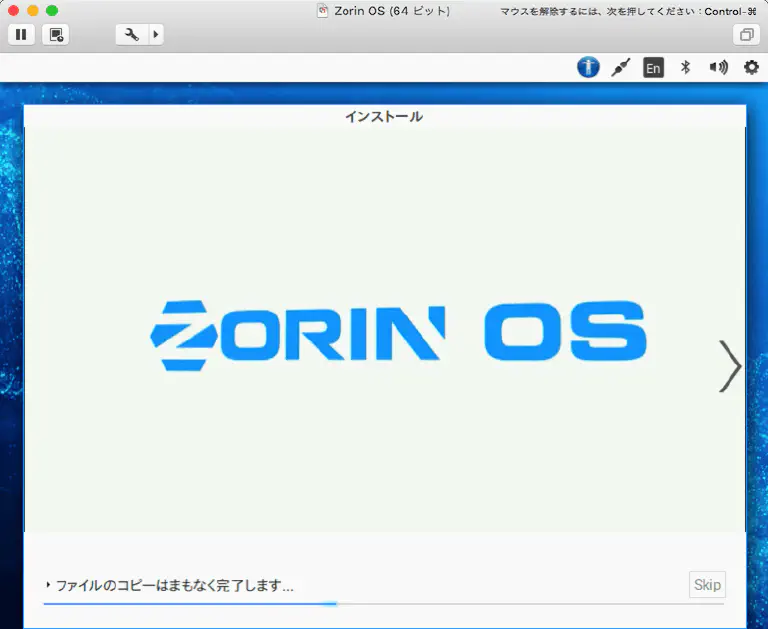 Zorin OS (64 ビット)
マウスを解除するには、次を押してください：Control-⌘
En
インストール
ZORIN OS
ファイルのコピーはまもなく完了します...
Skip